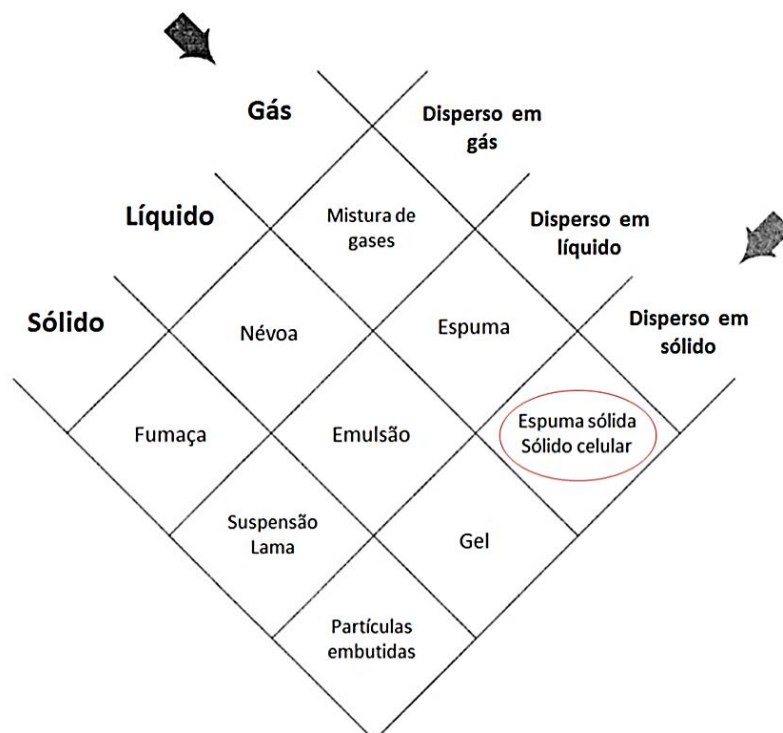 Gás
Disperso em
gás
Líquido
Mistura de
gases
Disperso em
líquido
Sólido
Névoa
Espuma
Disperso em
sólido
Fumaça
Emulsão
Espuma sólida
Sólido celular
Suspensão
Lama
Gel
Partículas
embutidas